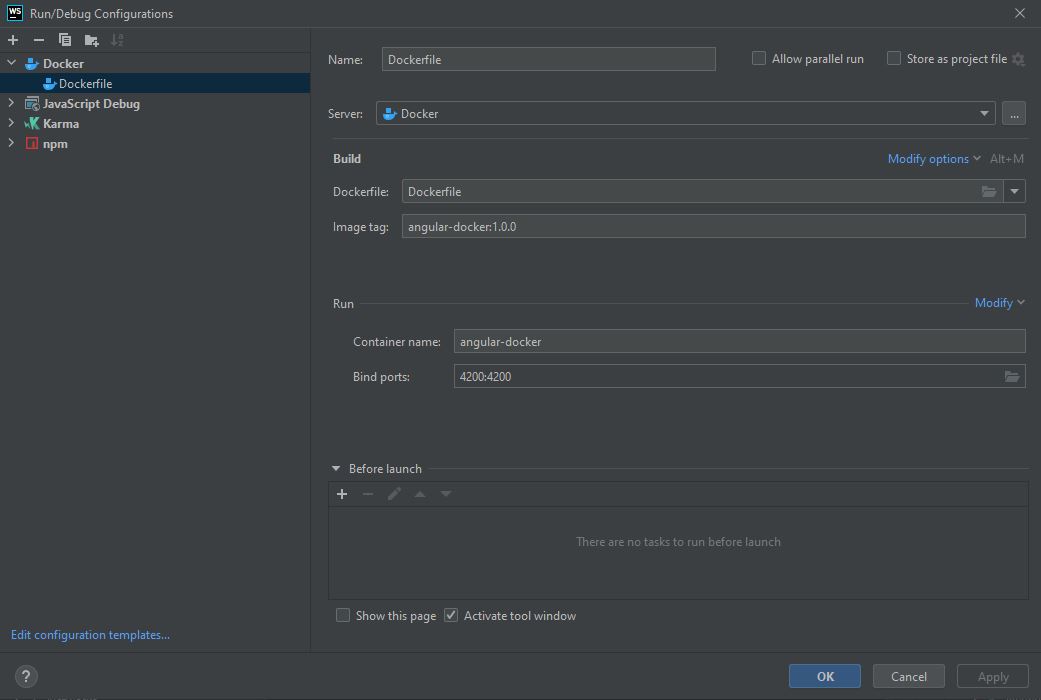 WS Run/Debug Configurations
Docker
Dockerfile
JavaScript Debug
Karma
npm
Edit configuration templates...
Name: Dockerfile Allow parallel run Store as project file
Server: Docker ...
Build Modify options Alt+M
Dockerfile: Dockerfile
Image tag: angular-docker:1.0.0
Run Modify
Container name: angular-docker
Bind ports: 4200:4200
Before launch
There are no tasks to run before launch
Show this page Activate tool window
? OK Cancel Apply